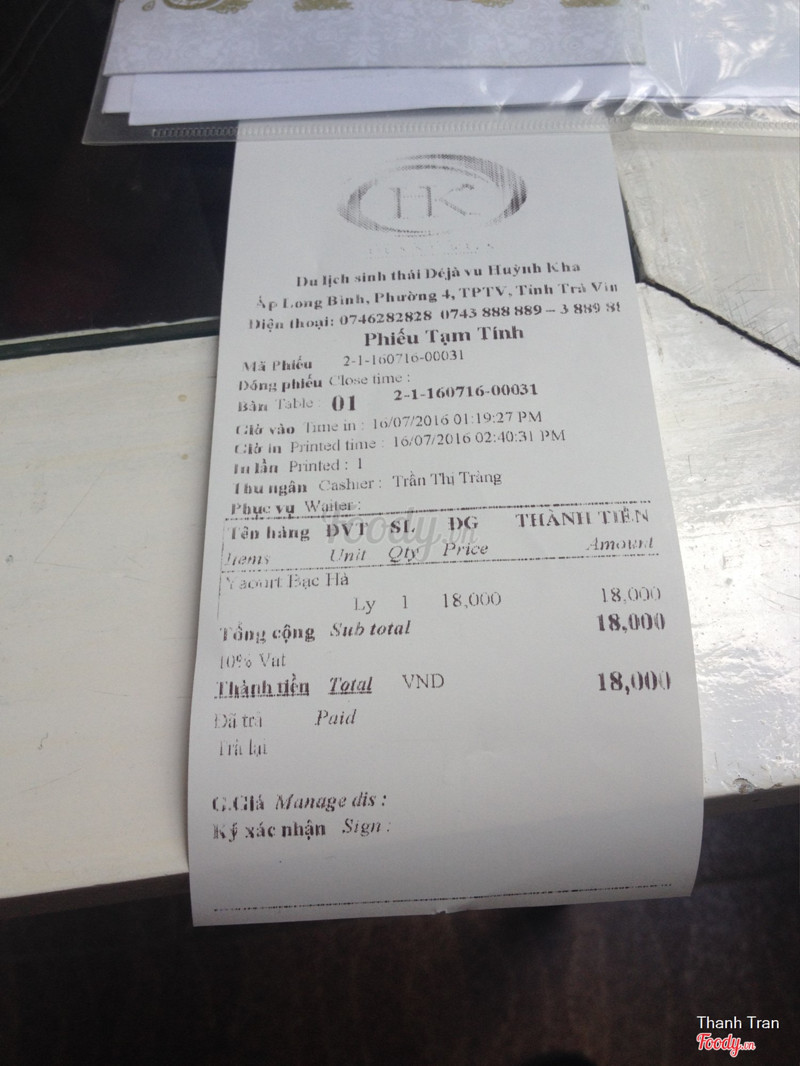 HK
Du lịch sinh thái Déjà vu Huỳnh Kha
Ấp Long Bình, Phường 4, TPTV, Tỉnh Trà Vin
Điện thoại: 0746282828 0743 888 889 – 3 889 88
Phiếu Tạm Tính
Mã Phiếu 2-1-160716-00031
Đóng phiếu Close time :
Bàn Table : 01 2-1-160716-00031
Giờ vào Time in : 16/07/2016 01:19:27 PM
Giờ in Printed time : 16/07/2016 02:40:31 PM
In lần Printed : 1
Thu ngân Cashier : Trần Thị Tràng
Phục vụ Waiter :
Tên hàng ĐVT SL ĐG THÀNH TIỀN
Items Unit Qty Price Amount
Yaourt Bạc Hà
Ly 1 18,000 18,000
Tổng cộng Sub total 18,000
10% Vat
Thành tiền Total VND 18,000
Đã trả Paid
Trả lại
G.Giá Manage dis :
Ký xác nhận Sign :
Foody.vn
Thanh Tran
Foody.vn